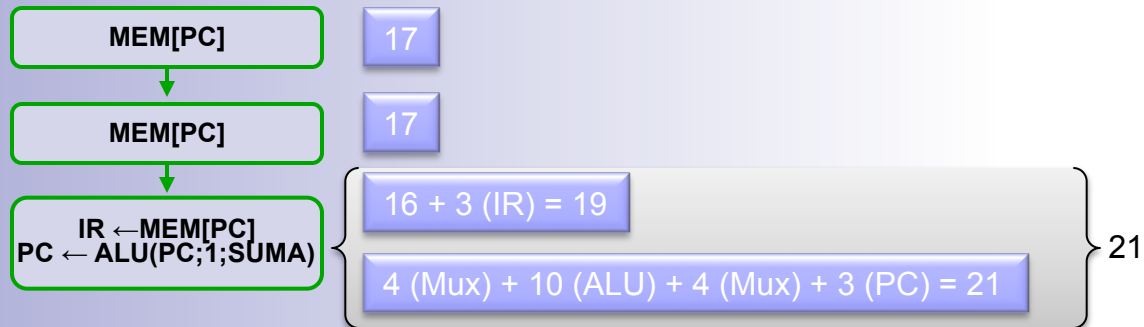 MEM[PC]
17
MEM[PC]
17
IR ←MEM[PC]
PC ← ALU(PC;1;SUMA)
16 + 3 (IR) = 19
4 (Mux) + 10 (ALU) + 4 (Mux) + 3 (PC) = 21
21